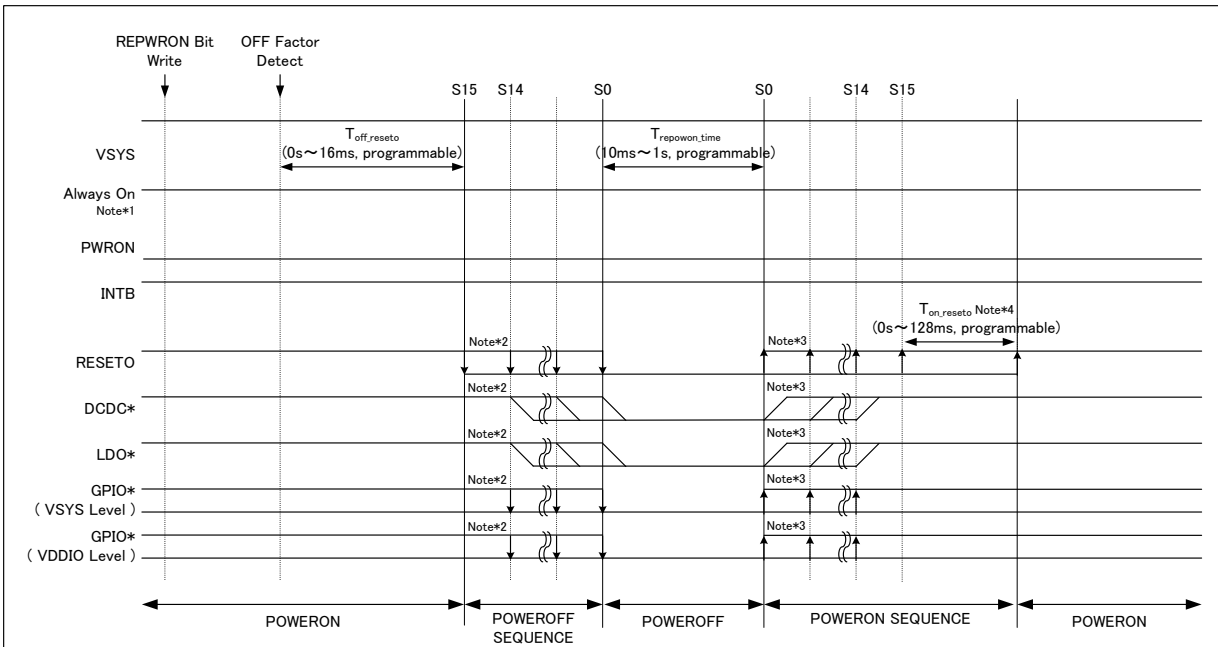 REPWRON Bit
Write
OFF Factor
Detect
S15
S14
S0
S0
S14
S15
VSYS
Toff_reseto
(0s～16ms, programmable)
Trepowon_time
(10ms～1s, programmable)
Always On
Note*1
PWRON
INTB
Ton_reseto Note*4
(0s～128ms, programmable)
RESETO
Note*2
Note*3
DCDC*
Note*2
Note*3
LDO*
Note*2
Note*3
GPIO*
( VSYS Level )
Note*2
Note*3
GPIO*
( VDDIO Level )
Note*2
Note*3
POWERON
POWEROFF
SEQUENCE
POWEROFF
POWERON SEQUENCE
POWERON